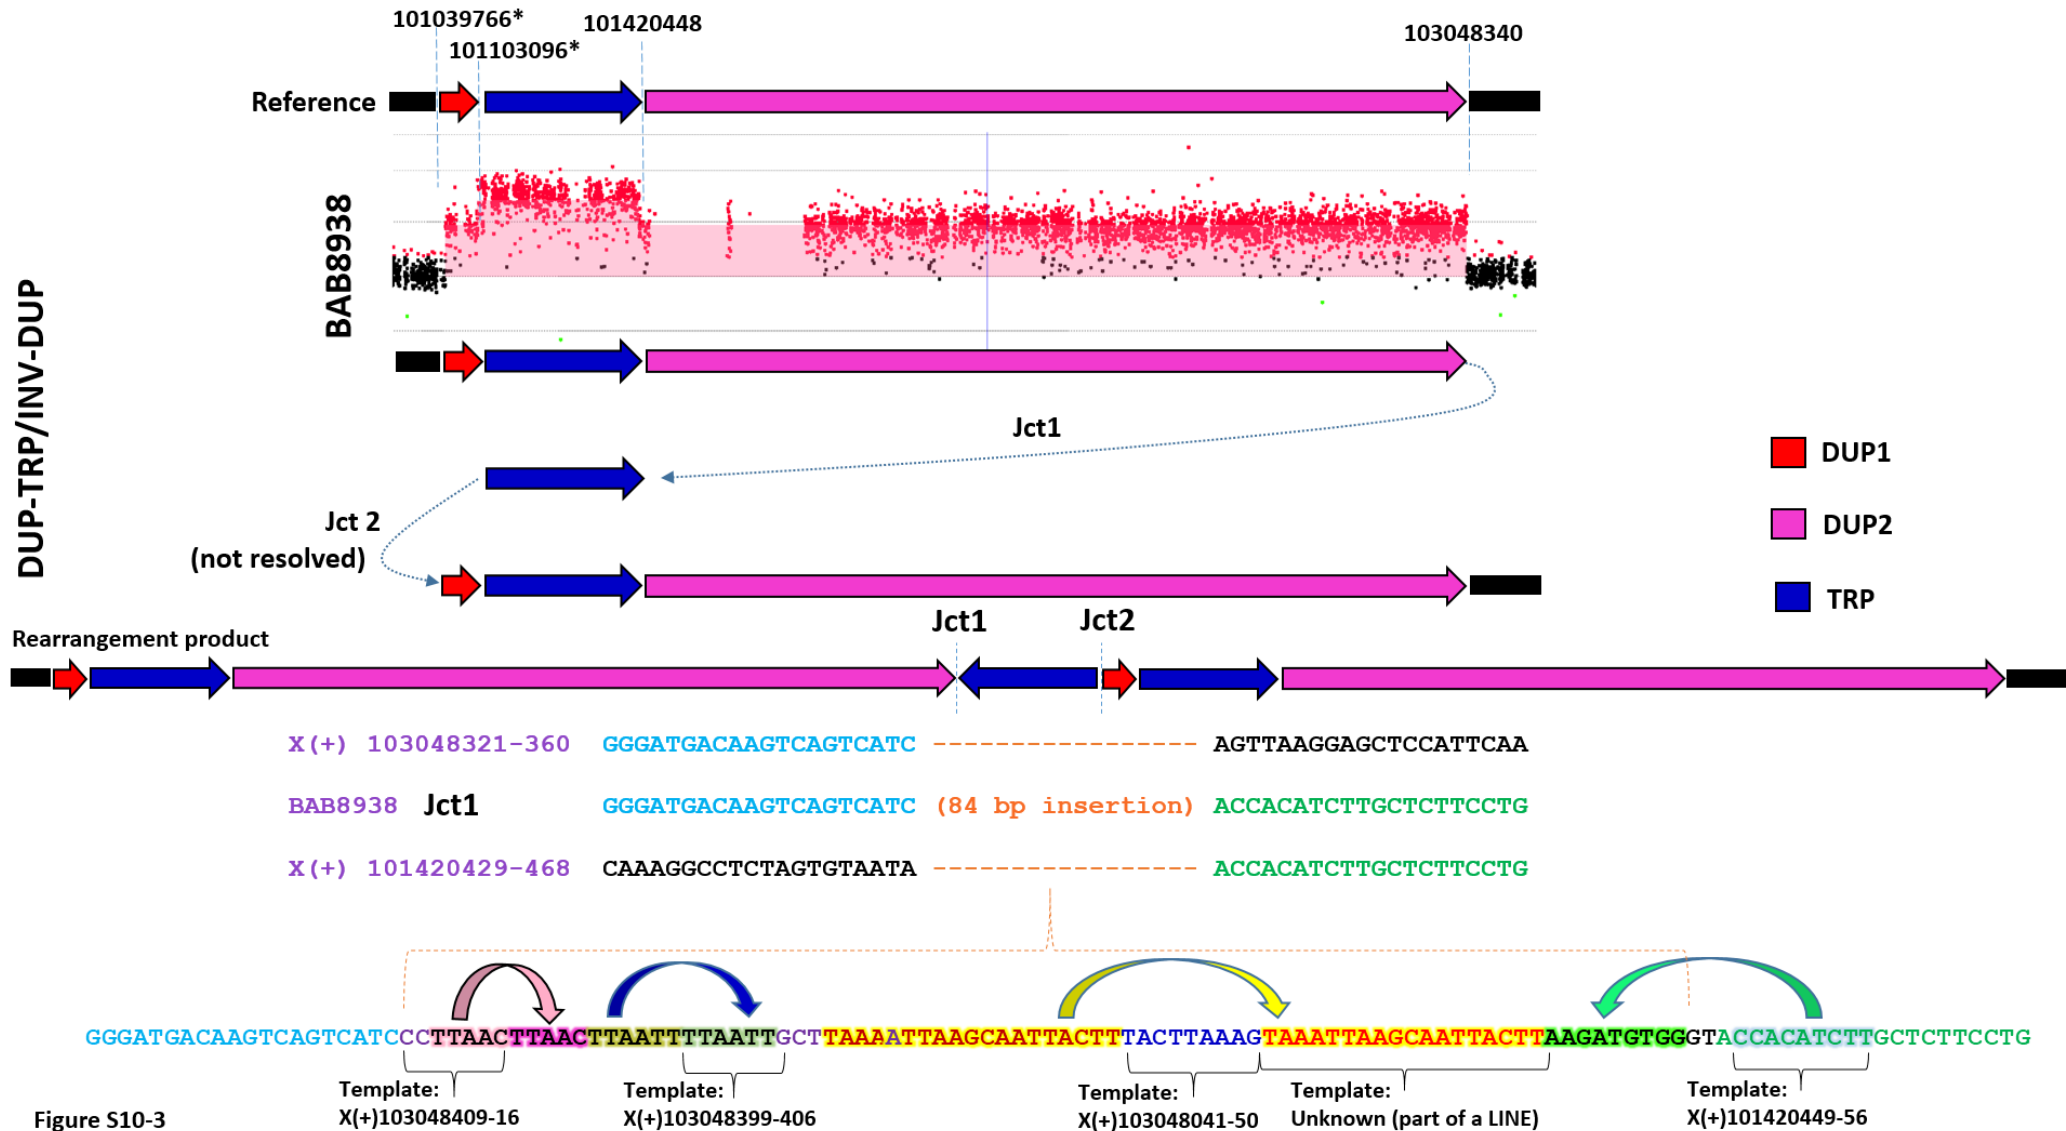 101039766*
101420448
103048340
101103096*
Reference
BAB8938
DUP-TRP/INV-DUP
Jct1
DUP1
Jct 2
(not resolved)
DUP2
TRP
Jct1 Jct2
Rearrangement product
X(+) 103048321-360 GGGATGACAAGTCAGTCATC -------------------- AGTTAAGGAGCTCCATTCAA
BAB8938 Jct1 GGGATGACAAGTCAGTCATC (84 bp insertion) ACCACATCTTGCTCTTCCTG
X(+) 101420429-468 CAAAGGCCTCTAGTGTAATA -------------------- ACCACATCTTGCTCTTCCTG
GGGATGACAAGTCAGTCATCCCTTAACTTAACTTAATTTTAATTGCTTAAAATTAAGCAATTACTTTACTTAAAGTAAATTAAGCAATTACTTAAGATGTGGGTACCACATCTTGCTCTTCCTG
Template:
X(+)103048409-16
Template:
X(+)103048399-406
Template:
X(+)103048041-50
Template:
Unknown (part of a LINE)
Template:
X(+)101420449-56
Figure S10-3